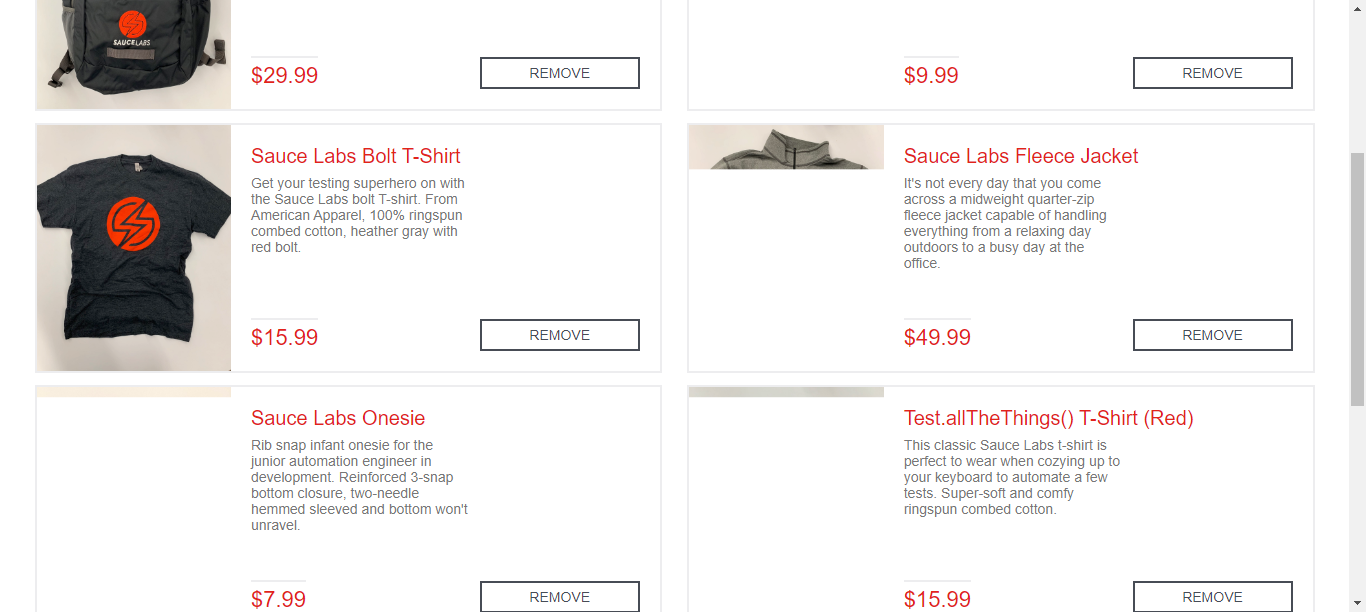 SAUCELABS
$29.99
REMOVE
$9.99
REMOVE
Sauce Labs Bolt T-Shirt
Get your testing superhero on with
the Sauce Labs bolt T-shirt. From
American Apparel, 100% ringspun
combed cotton, heather gray with
red bolt.
$15.99
REMOVE
Sauce Labs Fleece Jacket
It's not every day that you come
across a midweight quarter-zip
fleece jacket capable of handling
everything from a relaxing day
outdoors to a busy day at the
office.
$49.99
REMOVE
Sauce Labs Onesie
Rib snap infant onesie for the
junior automation engineer in
development. Reinforced 3-snap
bottom closure, two-needle
hemmed sleeved and bottom won't
unravel.
$7.99
REMOVE
Test.allTheThings() T-Shirt (Red)
This classic Sauce Labs t-shirt is
perfect to wear when cozying up to
your keyboard to automate a few
tests. Super-soft and comfy
ringspun combed cotton.
$15.99
REMOVE